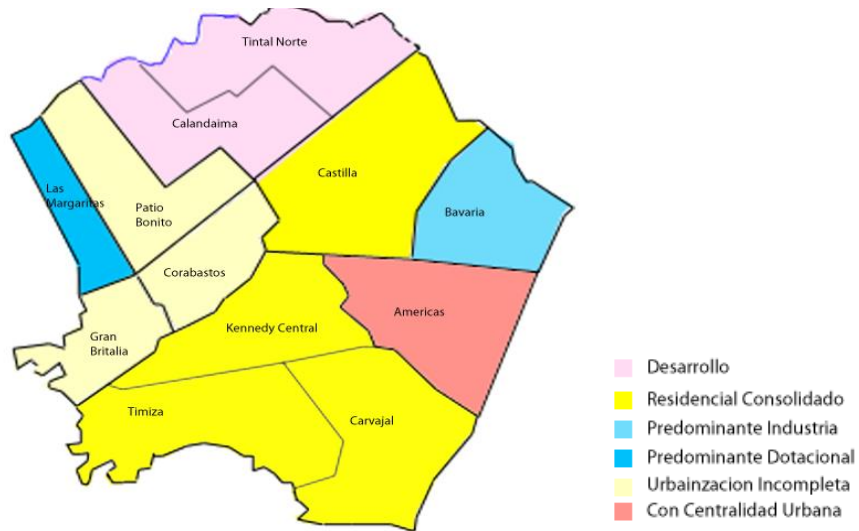 Tintal Norte
Calandaima
Castilla
Las
Margaritas
Patio
Bonito
Bavaria
Corabastos
Americas
Kennedy Central
Gran
Britalia
Timiza
Carvajal
Desarrollo
Residencial Consolidado
Predominante Industria
Predominante Dotacional
Urbainzacion Incompleta
Con Centralidad Urbana